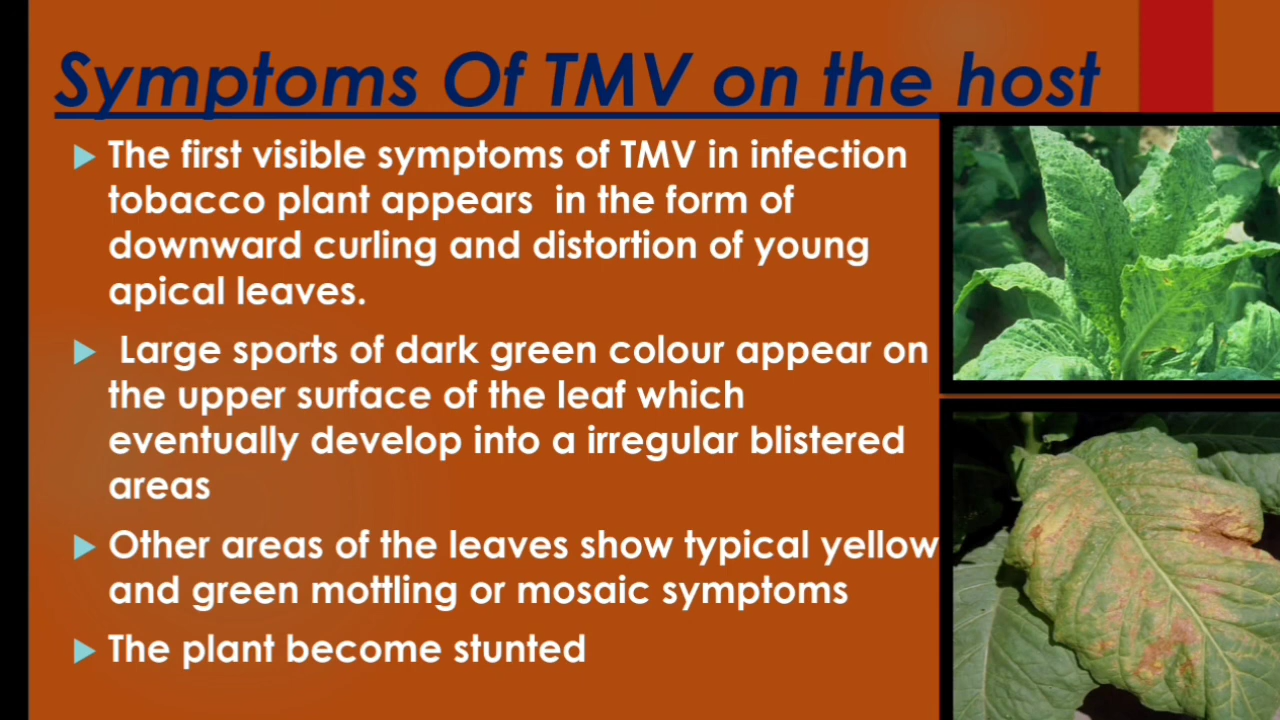 Symptoms Of TMV on the host
The first visible symptoms of TMV in infection
tobacco plant appears in the form of
downward curling and distortion of young
apical leaves.
Large sports of dark green colour appear on
the upper surface of the leaf which
eventually develop into a irregular blistered
areas
Other areas of the leaves show typical yellow
and green mottling or mosaic symptoms
The plant become stunted